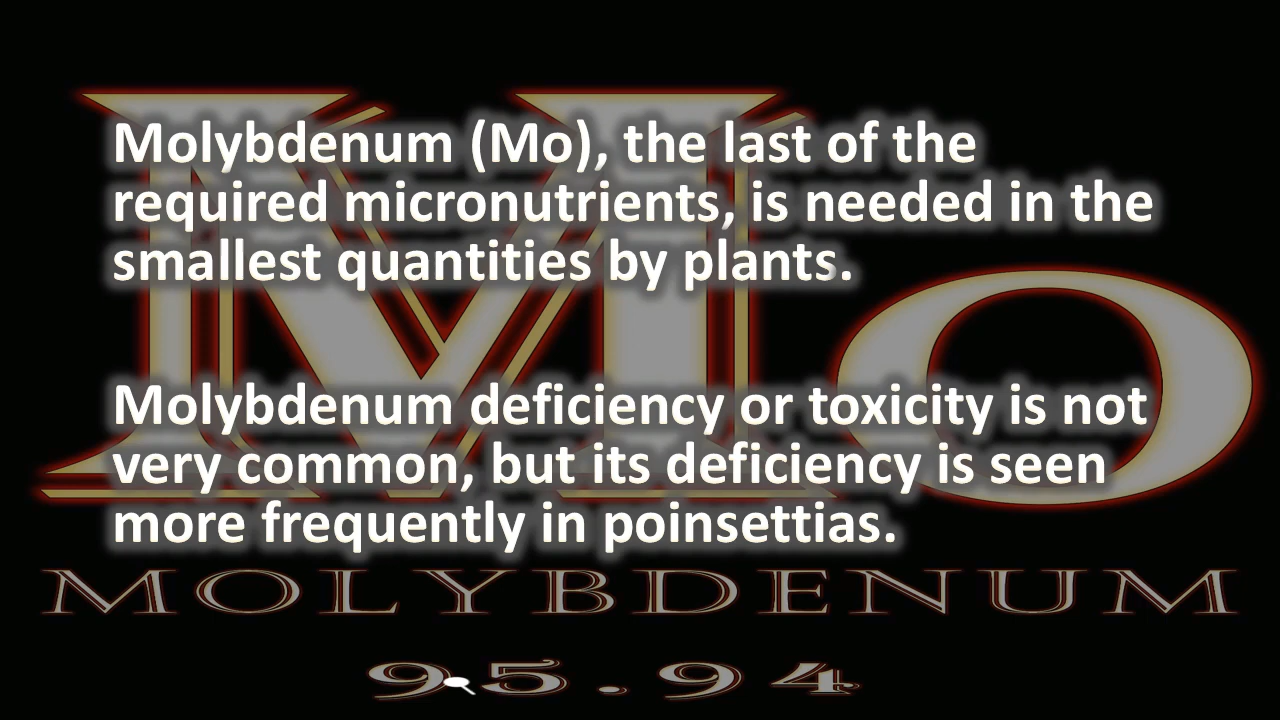 Molybdenum (Mo), the last of the
required micronutrients, is needed in the
smallest quantities by plants.
Molybdenum deficiency or toxicity is not
very common, but its deficiency is seen
more frequently in poinsettias.
Mo
MOLYBDENUM
95.94